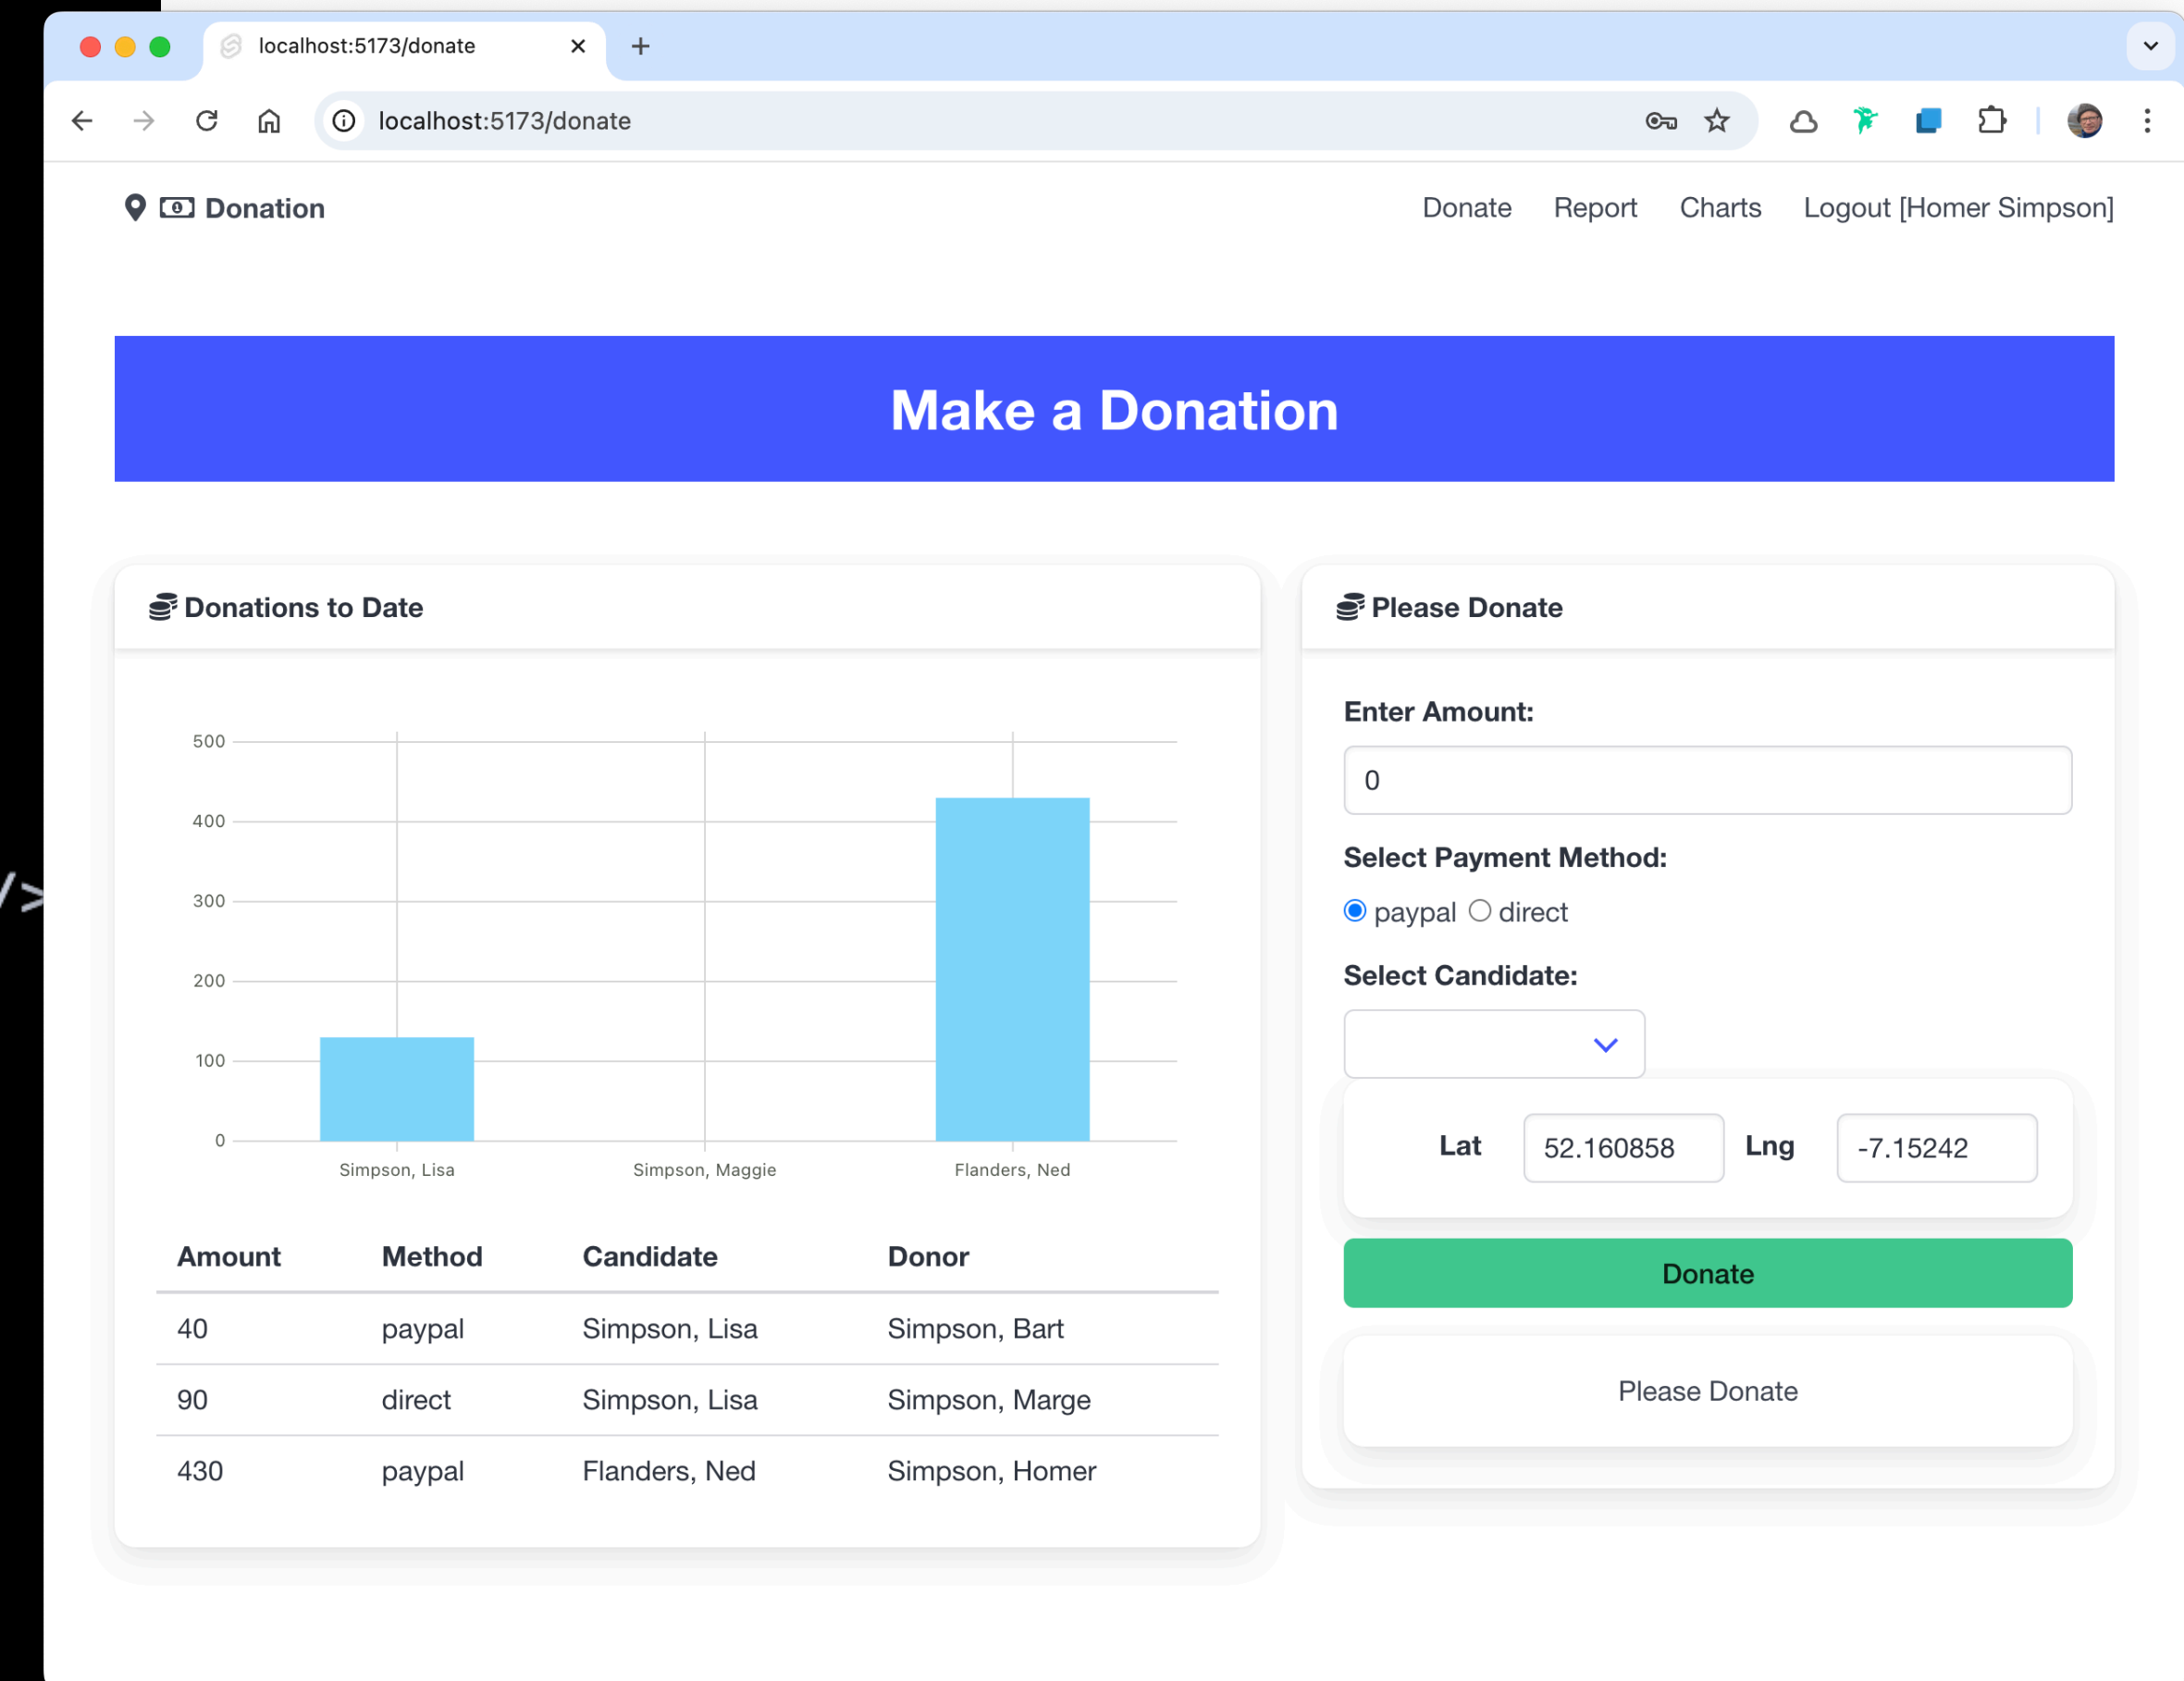 localhost:5173/donate
localhost:5173/donate
Donation Donate Report Charts Logout [Homer Simpson]
Make a Donation
Donations to Date
500
400
300
200
100
0
Simpson, Lisa Simpson, Maggie Flanders, Ned
Amount Method Candidate Donor
40 paypal Simpson, Lisa Simpson, Bart
90 direct Simpson, Lisa Simpson, Marge
430 paypal Flanders, Ned Simpson, Homer
Please Donate
Enter Amount:
0
Select Payment Method:
paypal direct
Select Candidate:
Lat 52.160858 Lng -7.15242
Donate
Please Donate
/>